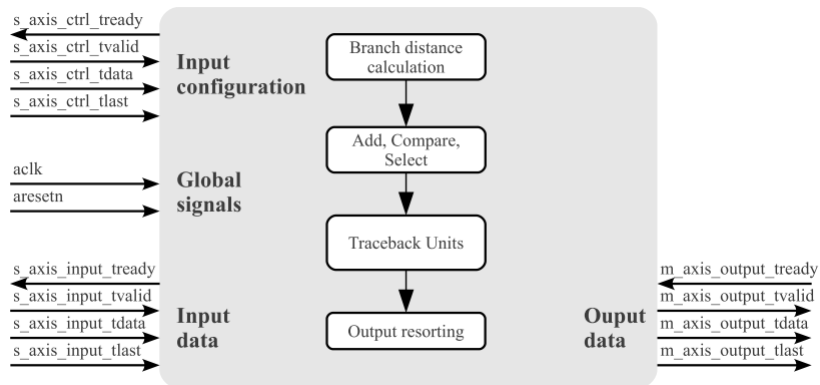 s_axis_ctrl_tready
s_axis_ctrl_tvalid
s_axis_ctrl_tdata
s_axis_ctrl_tlast
Input
configuration
aclk
aresetn
Global
signals
s_axis_input_tready
s_axis_input_tvalid
s_axis_input_tdata
s_axis_input_tlast
Input
data
Branch distance
calculation
Add, Compare,
Select
Traceback Units
Output resorting
Ouput
data
m_axis_output_tready
m_axis_output_tvalid
m_axis_output_tdata
m_axis_output_tlast